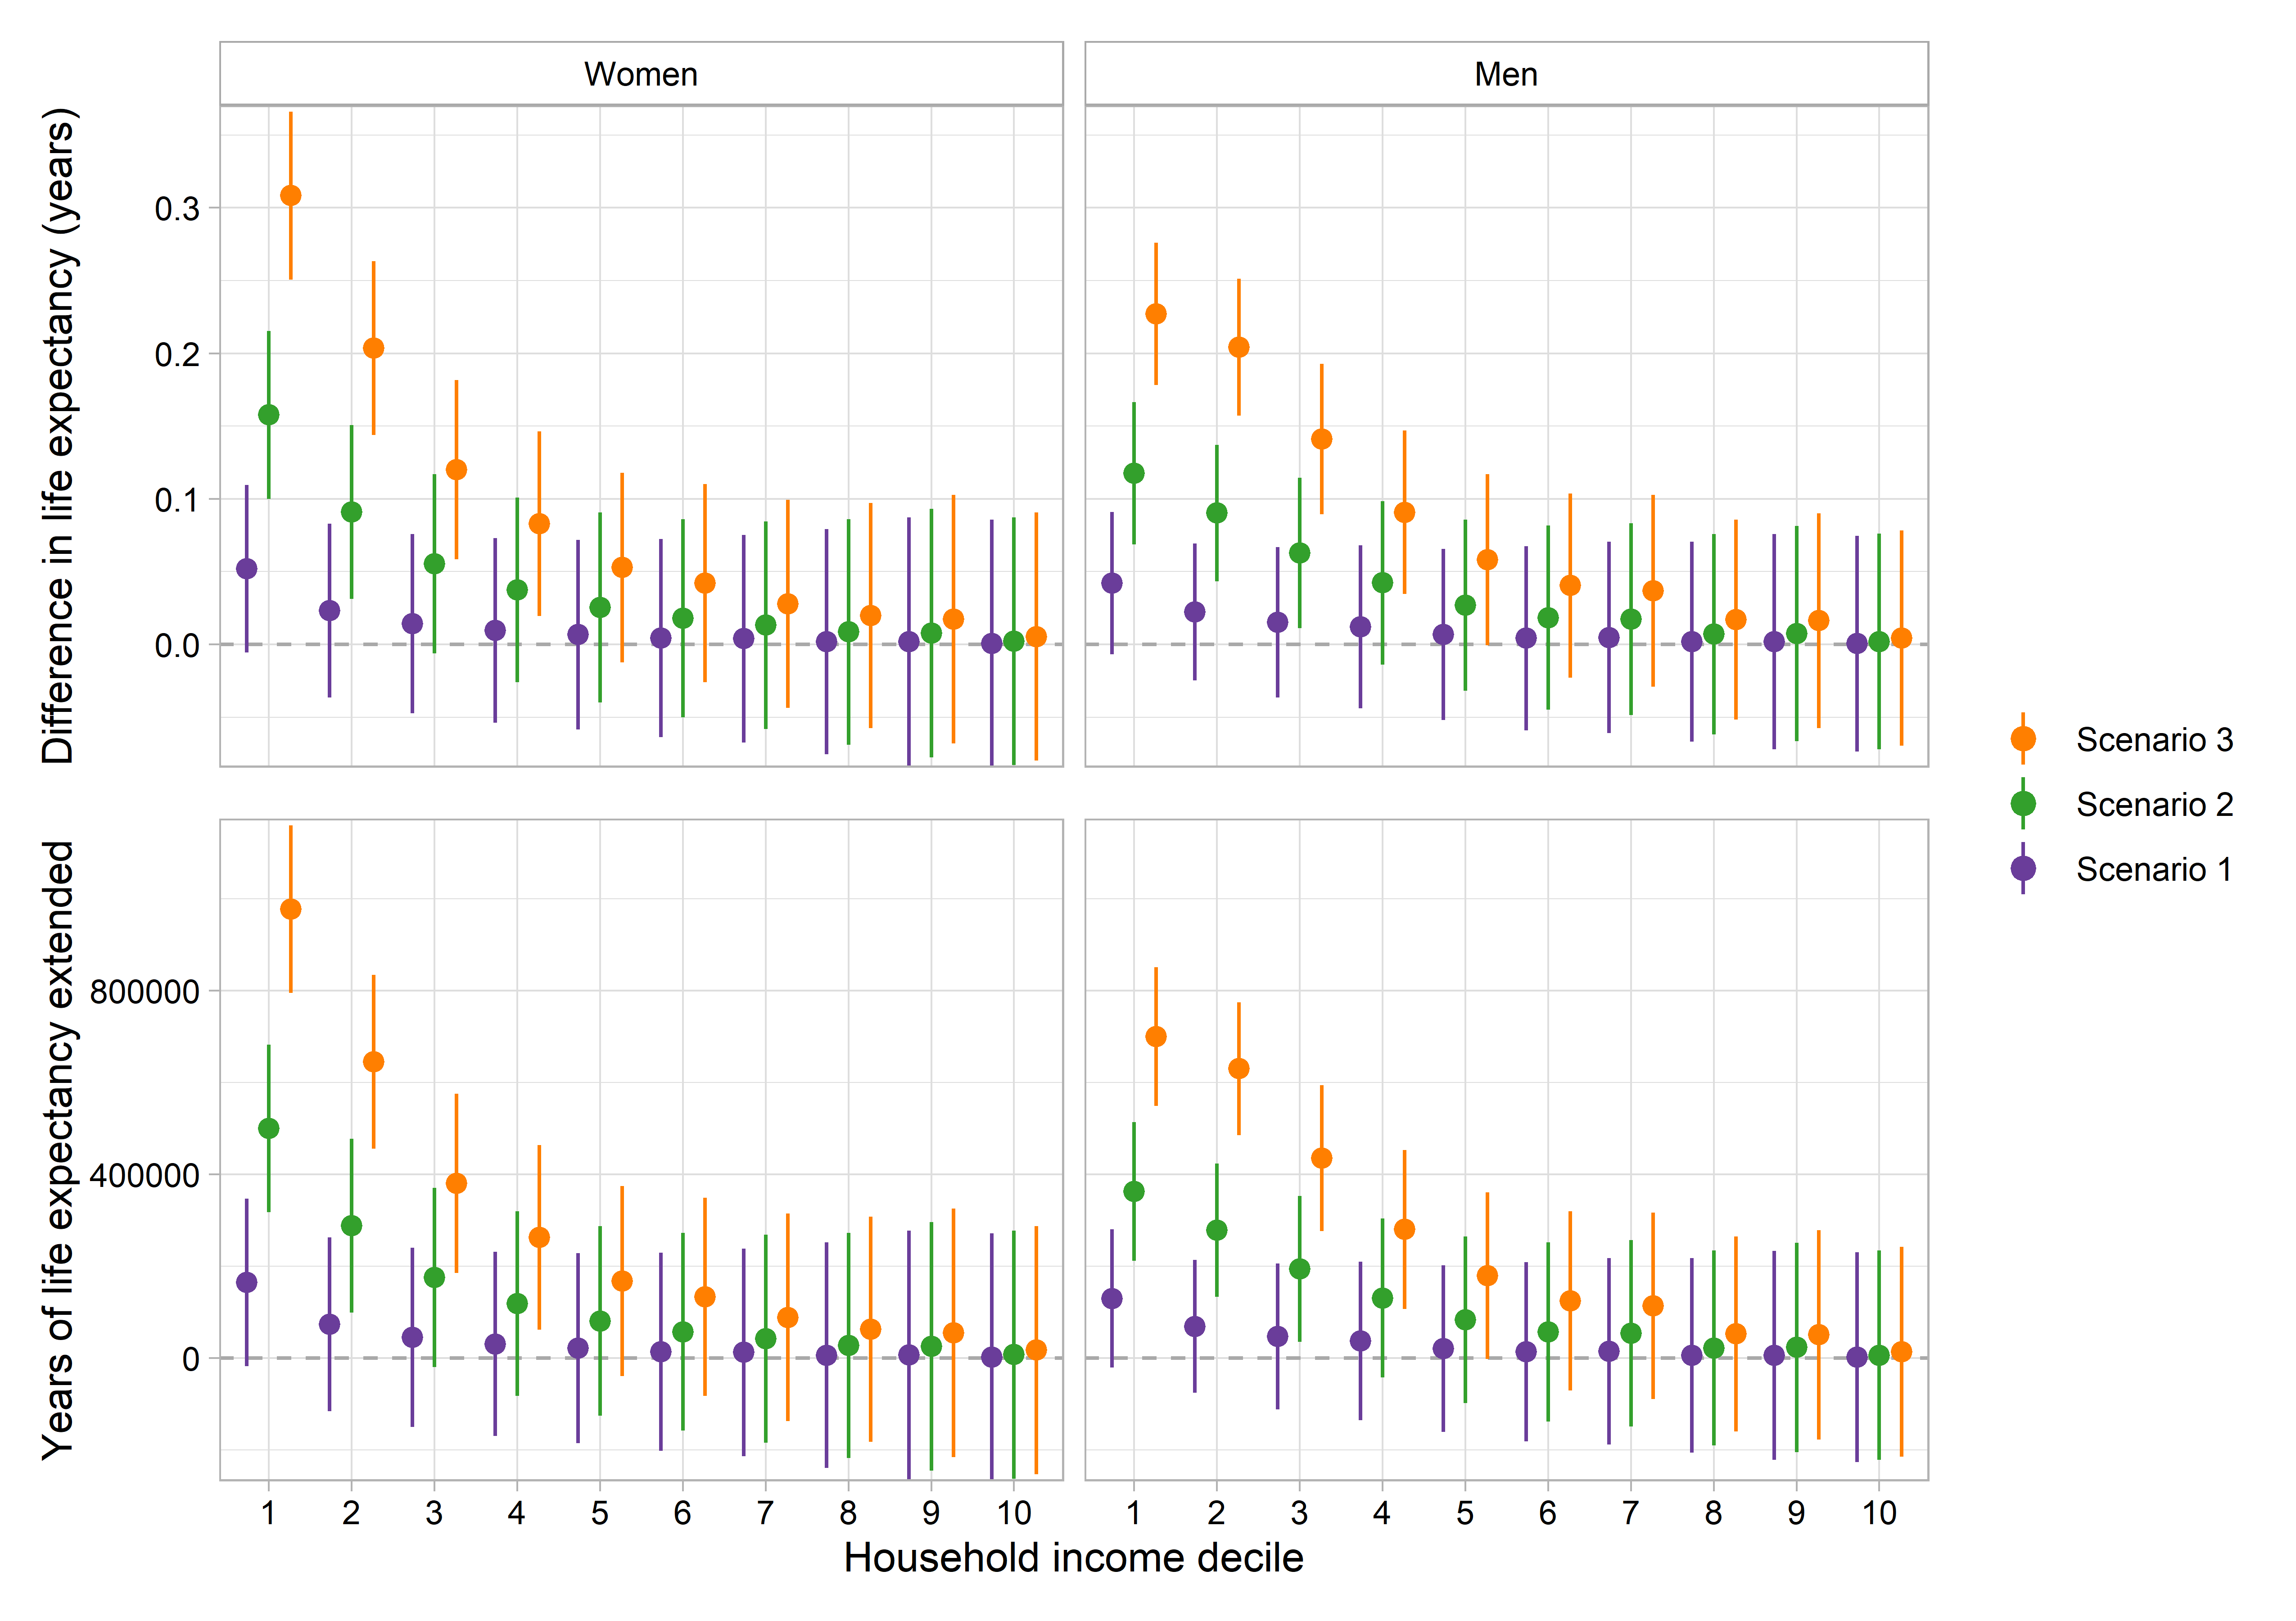 Women
Men
Difference in life expectancy (years)
0.3
0.2
0.1
0.0
Years of life expectancy extended
800000
400000
0
1 2 3 4 5 6 7 8 9 10
1 2 3 4 5 6 7 8 9 10
Household income decile
Scenario 3
Scenario 2
Scenario 1